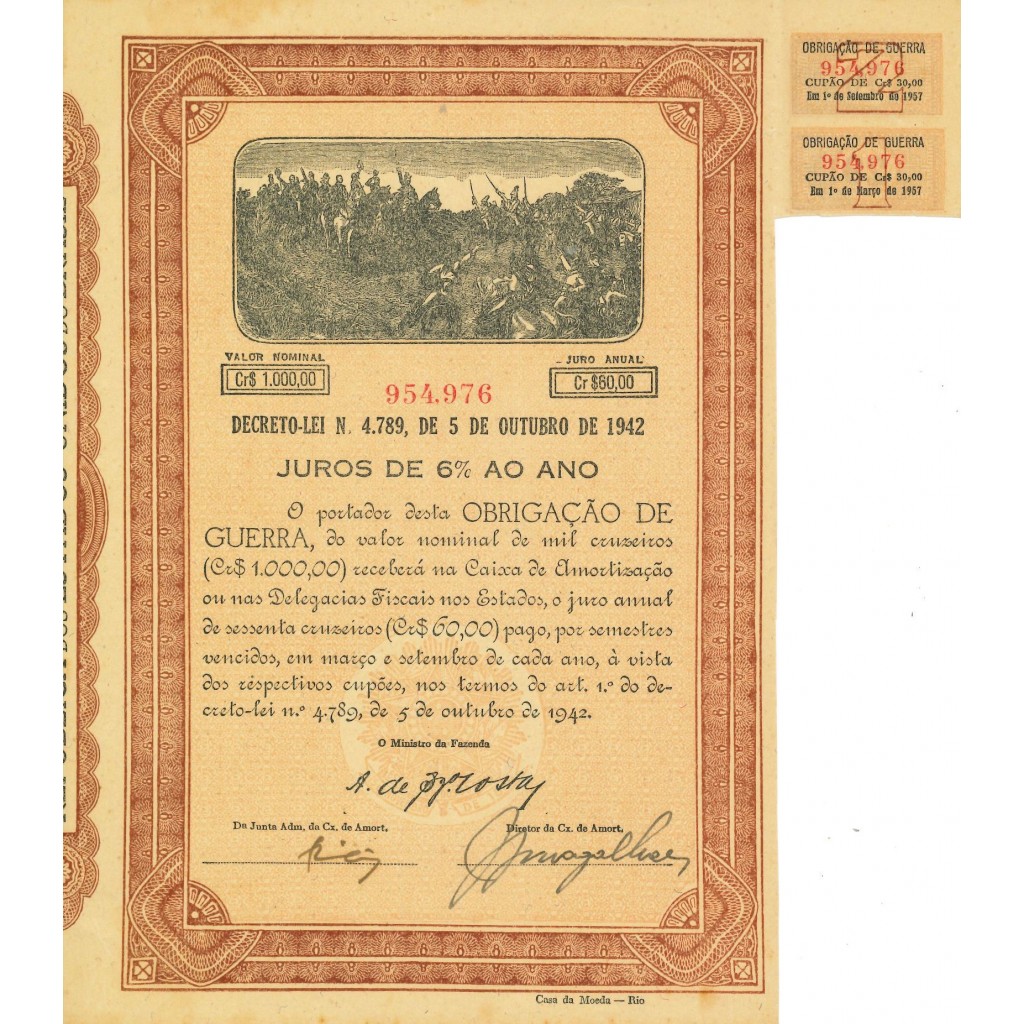 OBRIGAÇÃO DE GUERRA
954,976
CUPÃO DE Cr$ 30,00
Em 1º de Setembro de 1957
OBRIGAÇÃO DE GUERRA
954,976
CUPÃO DE Cr$ 30,00
Em 1º de Março de 1957
VALOR NOMINAL
Cr$ 1.000,00
JURO ANUAL
Cr $60,00
954,976
DECRETO-LEI N. 4.789, DE 5 DE OUTUBRO DE 1942
JUROS DE 6% AO ANO
O portador desta OBRIGAÇÃO DE
GUERRA, do valor nominal de mil cruzeiros
(Cr$ 1.000,00) receberá na Caixa de Amortização
ou nas Delegacias Fiscais nos Estados, o juro anual
de sessenta cruzeiros (Cr$ 60,00) pago, por semestres
vencidos, em março e setembro de cada ano, à vista
dos respectivos cupões, nos termos do art. 1.º do de-
creto-lei n.º 4.789, de 5 de outubro de 1942.
O Ministro da Fazenda
A. de Costa
Da Junta Adm, da Cx. de Amort.
Diretor da Cx. de Amort.
Magalhães
Casa da Moeda — Rio